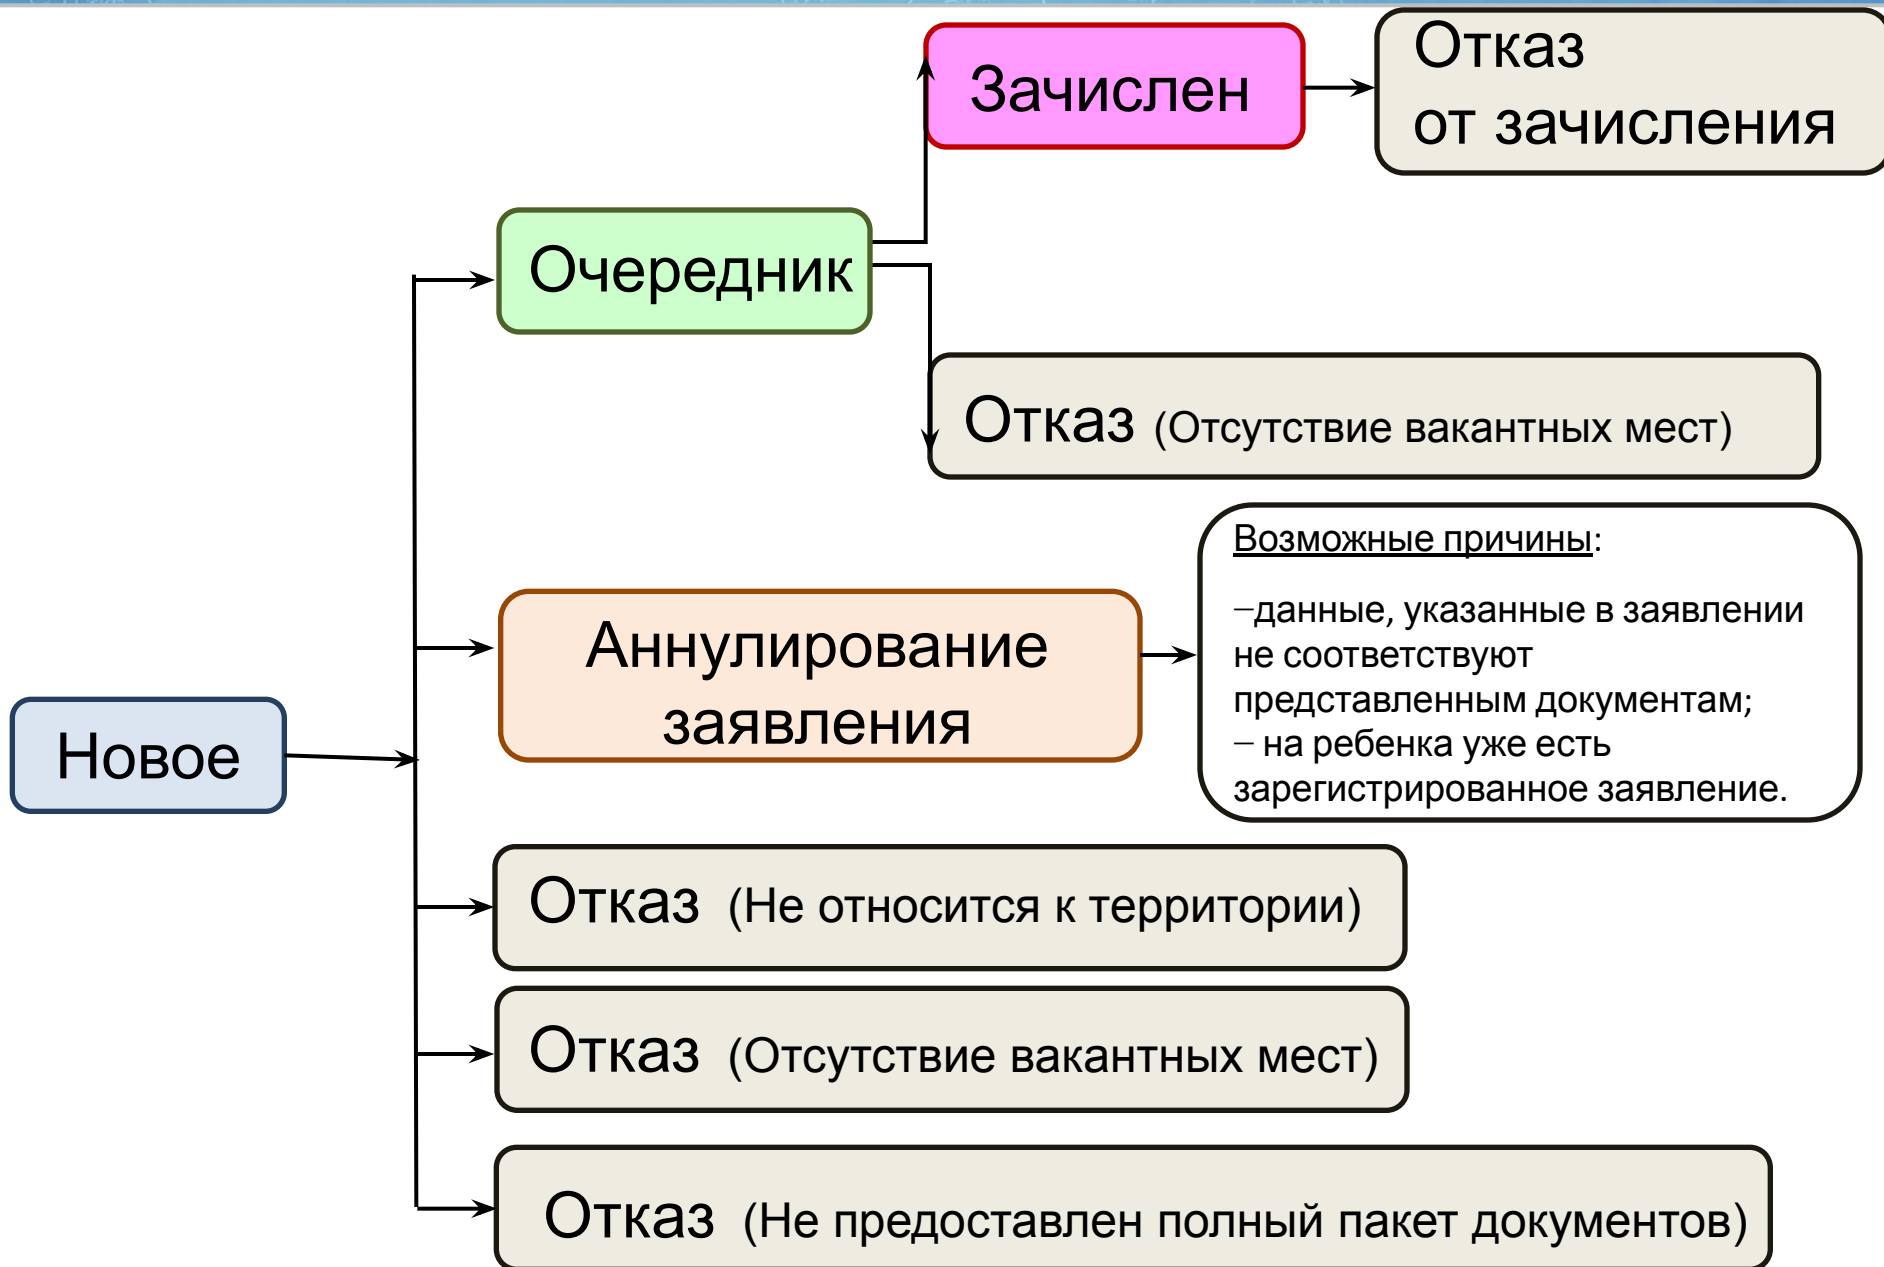 Зачислен
Отказ
от зачисления
Очередник
Отказ (Отсутствие вакантных мест)
Возможные причины:
–данные, указанные в заявлении
не соответствуют
представленным документам;
– на ребенка уже есть
зарегистрированное заявление.
Аннулирование
заявления
Новое
Отказ (Не относится к территории)
Отказ (Отсутствие вакантных мест)
Отказ (Не предоставлен полный пакет документов)